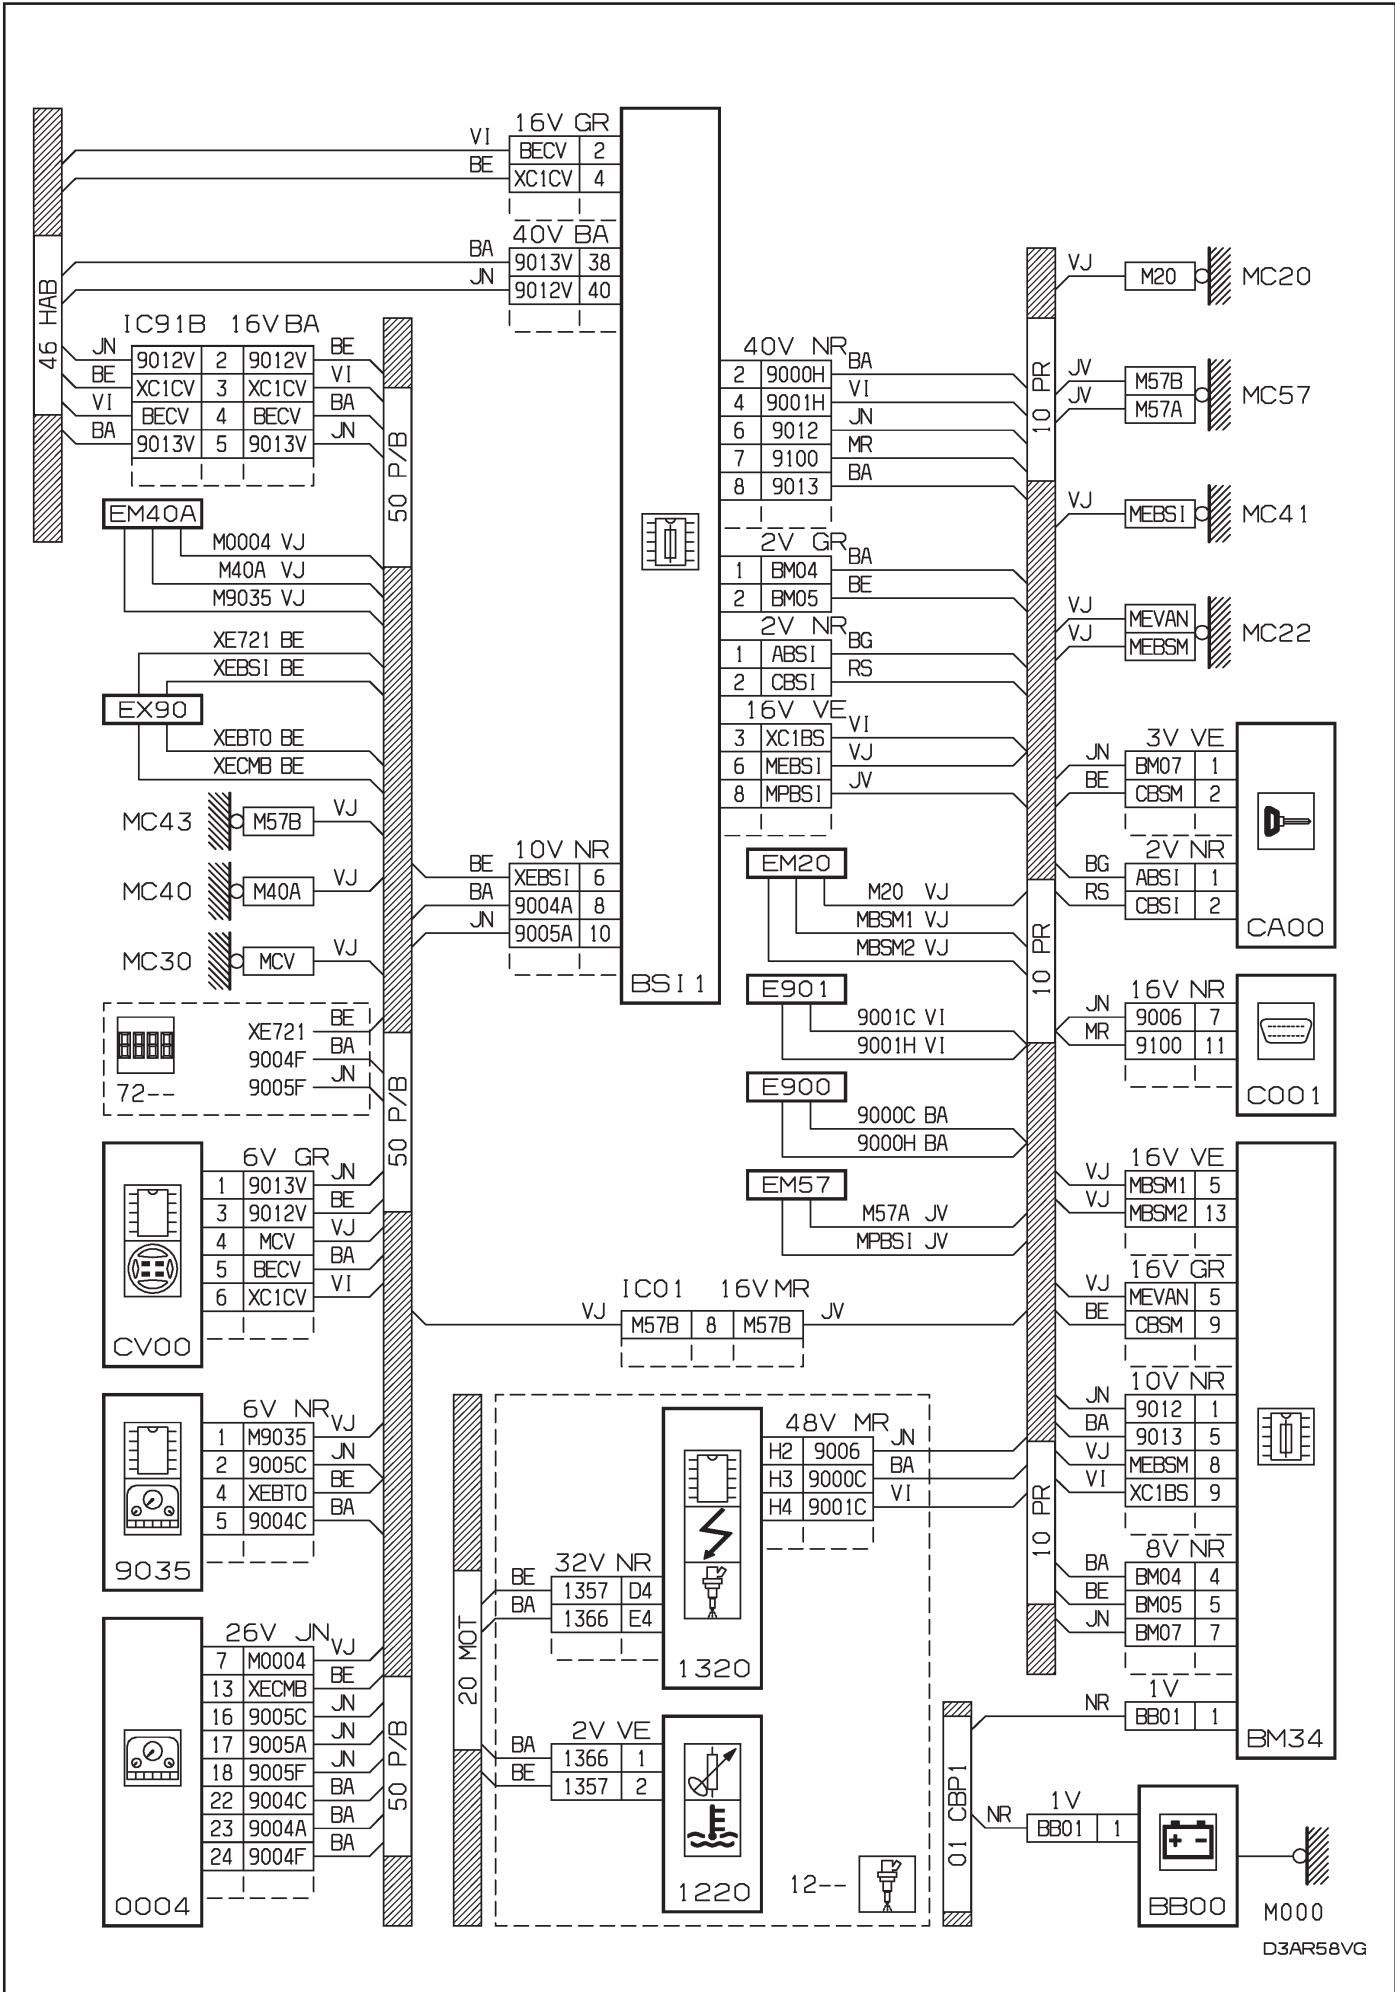 16V GR
VI BECV 2
BE XC1CV 4
40V BA
BA 9013V 38
JN 9012V 40
46 HAB
IC91B 16V BA
JN 9012V 2 9012V BE
BE XC1CV 3 XC1CV VI
VI BECV 4 BECV BA
BA 9013V 5 9013V JN
50 P/B
EM40A
M0004 VJ
M40A VJ
M9035 VJ
XE721 BE
XEBSI BE
EX90
XEBTO BE
XECMB BE
MC43 M57B VJ
MC40 M40A VJ
MC30 MCV VJ
XE721 BE
9004F BA
9005F JN
72--
50 P/B
6V GR
1 9013V JN
3 9012V BE
4 MCV VJ
5 BECV BA
6 XC1CV VI
CV00
6V NR
1 M9035 VJ
2 9005C JN
4 XEBTO BE
5 9004C BA
9035
26V JN
7 M0004 VJ
13 XECMB BE
16 9005C JN
17 9005A JN
18 9005F JN
22 9004C BA
23 9004A BA
24 9004F BA
0004
50 P/B
10V NR
BE XEBSI 6
BA 9004A 8
JN 9005A 10
BSI1
40V NR
2 9000H BA
4 9001H VI
6 9012 JN
7 9100 MR
8 9013 BA
2V GR
1 BM04 BA
2 BM05 BE
2V NR
1 ABSI BG
2 CBSI RS
16V VE
3 XC1BS VI
6 MEBSI VJ
8 MPBSI JV
EM20
M20 VJ
MBSM1 VJ
MBSM2 VJ
E901
9001C VI
9001H VI
E900
9000C BA
9000H BA
EM57
M57A JV
MPBSI JV
IC01 16V MR
VJ M57B 8 M57B JV
48V MR
H2 9006 JN
H3 9000C BA
H4 9001C VI
32V NR
BE 1357 D4
BA 1366 E4
1320
20 MOT
2V VE
BA 1366 1
BE 1357 2
1220
12--
10 PR
VJ M20 MC20
JV M57B
JV M57A
MC57
VJ MEBSI MC41
VJ MEVAN
VJ MEBSM
MC22
3V VE
JN BM07 1
BE CBSM 2
2V NR
BG ABSI 1
RS CBSI 2
CA00
10 PR
16V NR
JN 9006 7
MR 9100 11
C001
16V VE
VJ MBSM1 5
VJ MBSM2 13
16V GR
VJ MEVAN 5
BE CBSM 9
10V NR
JN 9012 1
BA 9013 5
VJ MEBSM 8
VI XC1BS 9
10 PR
8V NR
BA BM04 4
BE BM05 5
JN BM07 7
1V
NR BB01 1
BM34
01 CBP1
1V
NR BB01 1
BB00
M000
D3AR58VG